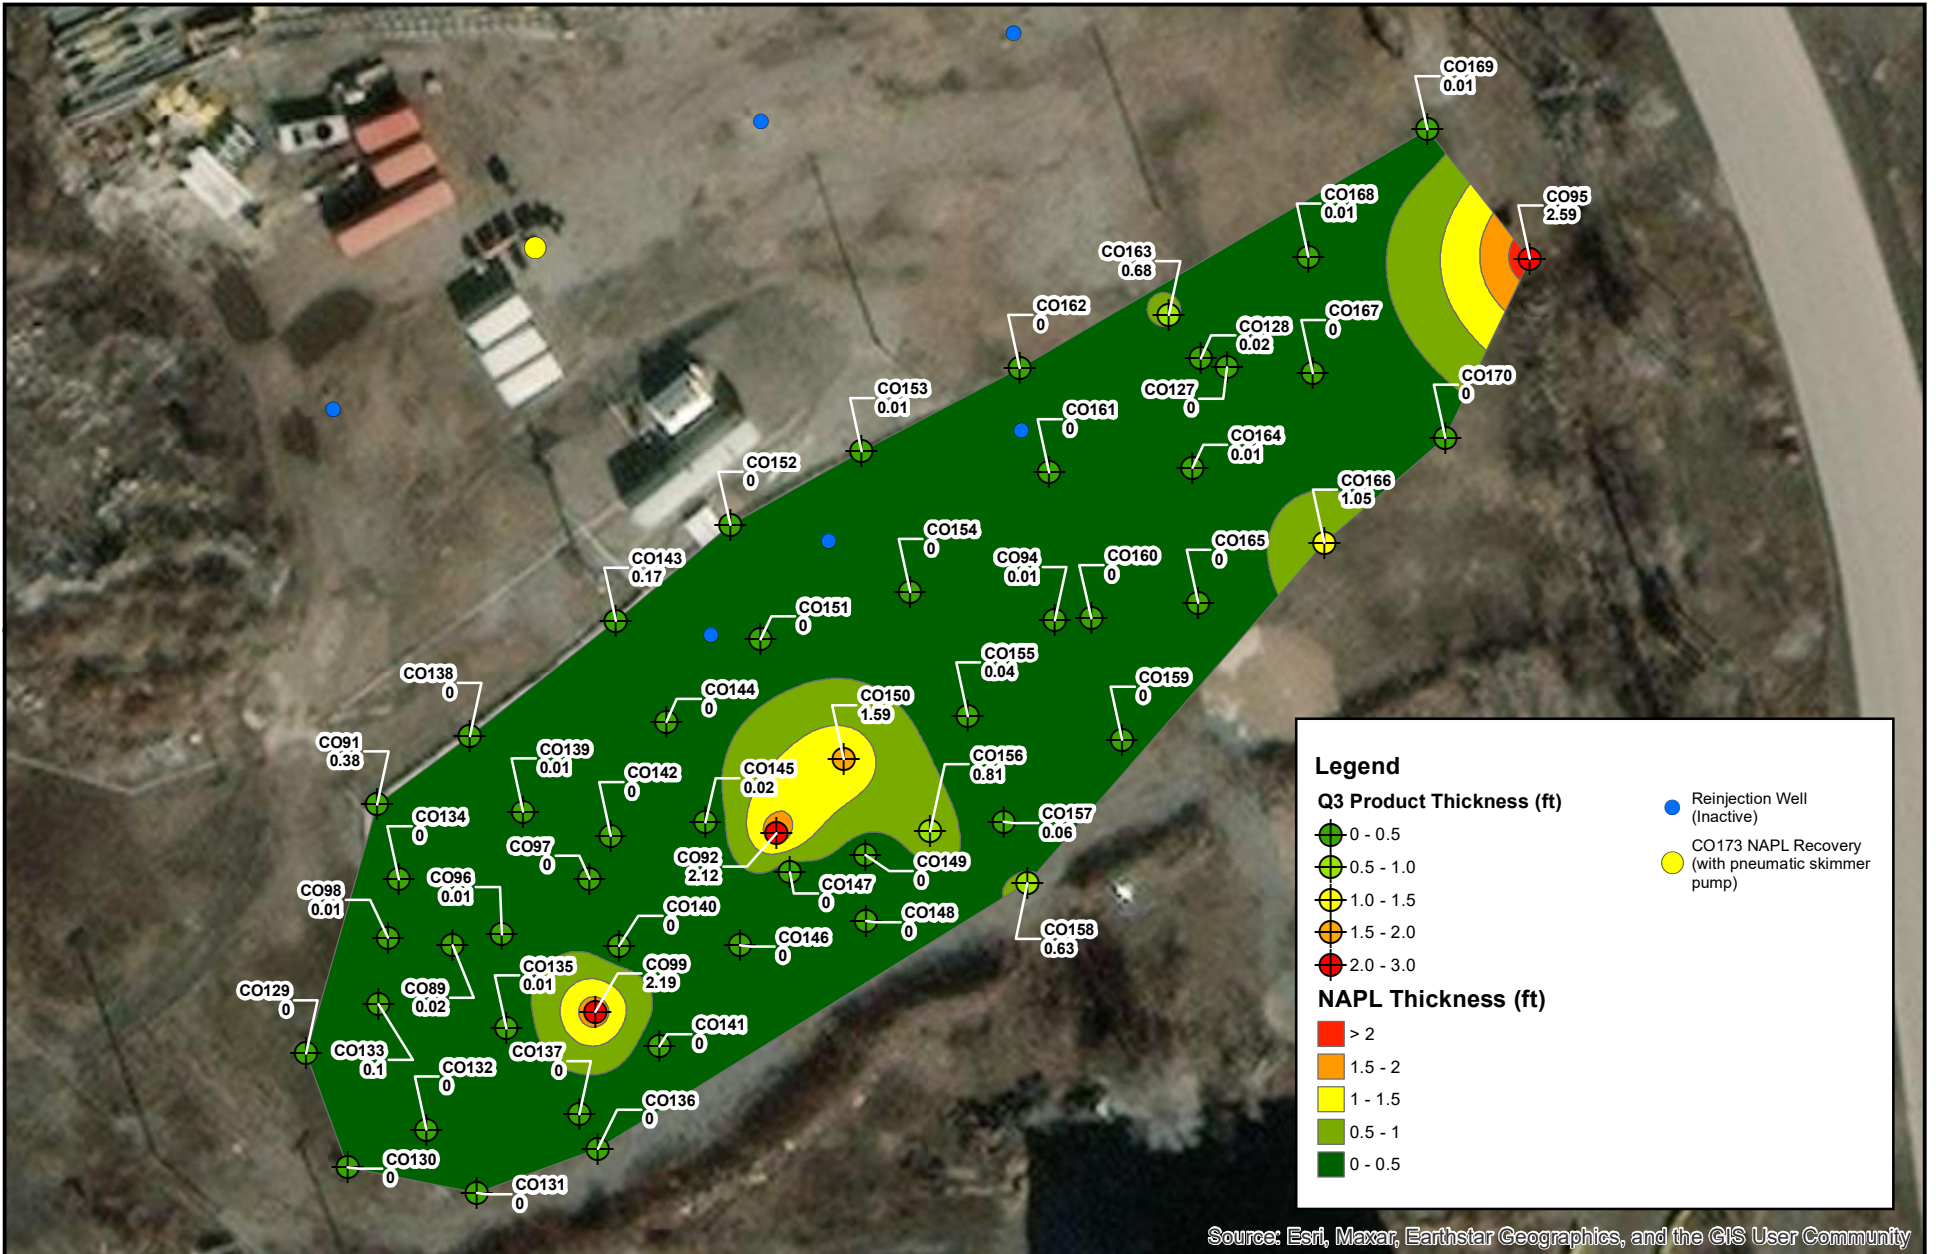 CO169
0.01
CO168
0.01
CO95
2.59
CO163
0.68
CO162
0
CO128
0.02
CO167
0
CO127
0
CO170
0
CO153
0.01
CO161
0
CO164
0.01
CO152
0
CO166
1.05
CO154
0
CO94
0.01
CO160
0
CO165
0
CO143
0.17
CO151
0
CO138
0
CO155
0.04
CO159
0
CO144
0
CO150
1.59
CO91
0.38
CO139
0.01
CO142
0
CO145
0.02
CO156
0.81
CO134
0
CO97
0
CO157
0.06
CO92
2.12
CO149
0
CO147
0
CO98
0.01
CO96
0.01
CO140
0
CO148
0
CO146
0
CO158
0.63
CO135
0.01
CO99
2.19
CO129
0
CO89
0.02
CO141
0
CO133
0.1
CO132
0
CO137
0
CO136
0
CO130
0
CO131
0
Legend
Q3 Product Thickness (ft)
0 - 0.5
0.5 - 1.0
1.0 - 1.5
1.5 - 2.0
2.0 - 3.0
NAPL Thickness (ft)
> 2
1.5 - 2
1 - 1.5
0.5 - 1
0 - 0.5
Reinjection Well
(Inactive)
CO173 NAPL Recovery
(with pneumatic skimmer
pump)
Source: Esri, Maxar, Earthstar Geographics, and the GIS User Community